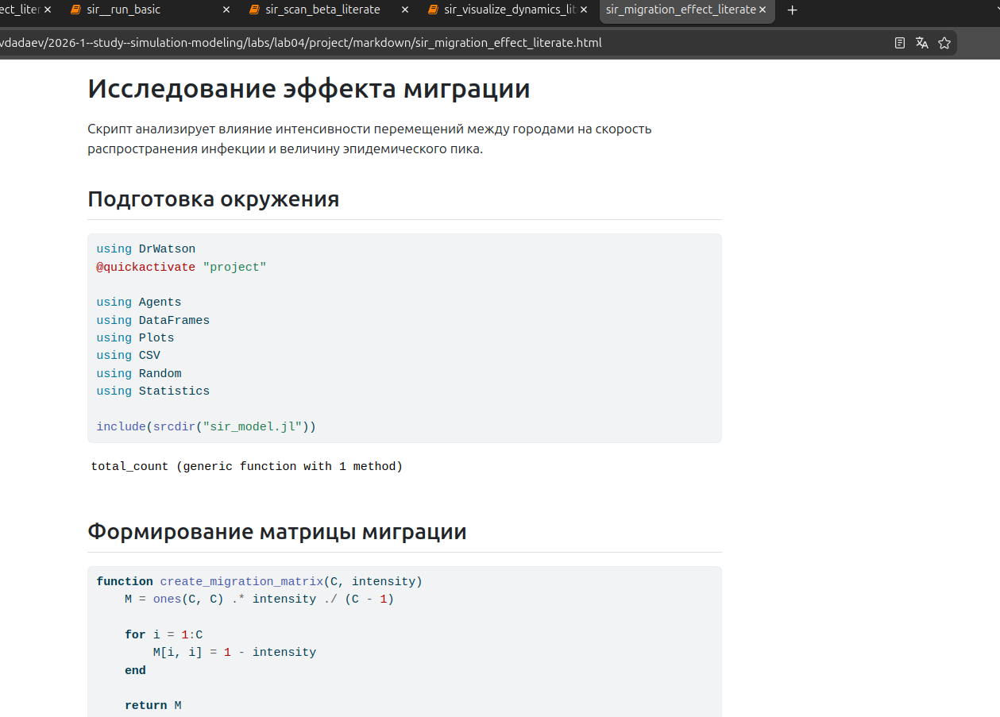 ect_liter
sir__run_basic
sir_scan_beta_literate
sir_visualize_dynamics_lit
sir_migration_effect_literate
vdadaev/2026-1--study--simulation-modeling/labs/lab04/project/markdown/sir_migration_effect_literate.html
Исследование эффекта миграции
Скрипт анализирует влияние интенсивности перемещений между городами на скорость
распространения инфекции и величину эпидемического пика.
Подготовка окружения
using DrWatson
@quickactivate "project"
using Agents
using DataFrames
using Plots
using CSV
using Random
using Statistics
include(srcdir("sir_model.jl"))
total_count (generic function with 1 method)
Формирование матрицы миграции
function create_migration_matrix(C, intensity)
    M = ones(C, C) .* intensity ./ (C - 1)
    for i = 1:C
        M[i, i] = 1 - intensity
    end
    return M